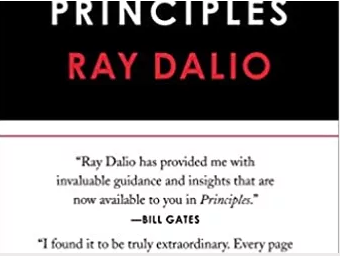 PRINCIPLES
RAY DALIO
“Ray Dalio has provided me with
invaluable guidance and insights that are
now available to you in Principles.”
—BILL GATES
“I found it to be truly extraordinary. Every page